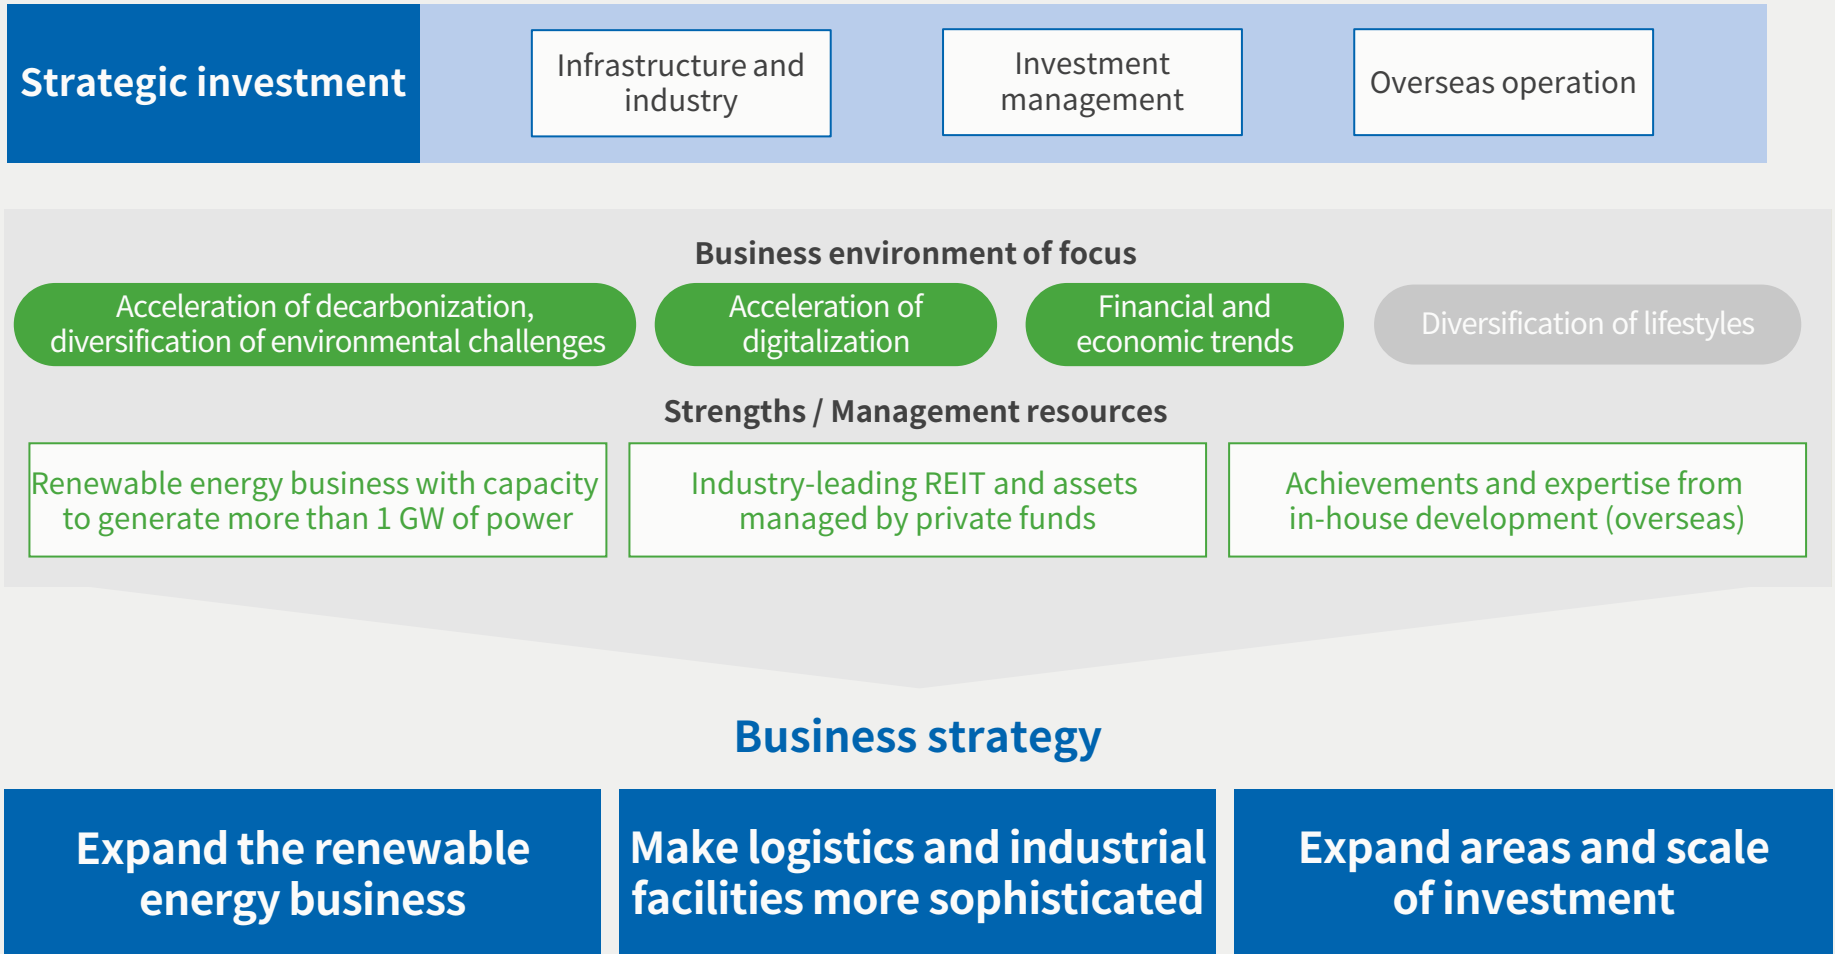 Strategic investment
Infrastructure and
industry
Investment
management
Overseas operation
Business environment of focus
Acceleration of decarbonization,
diversification of environmental challenges
Acceleration of
digitalization
Financial and
economic trends
Diversification of lifestyles
Strengths / Management resources
Renewable energy business with capacity
to generate more than 1 GW of power
Industry-leading REIT and assets
managed by private funds
Achievements and expertise from
in-house development (overseas)
Business strategy
Expand the renewable
energy business
Make logistics and industrial
facilities more sophisticated
Expand areas and scale
of investment